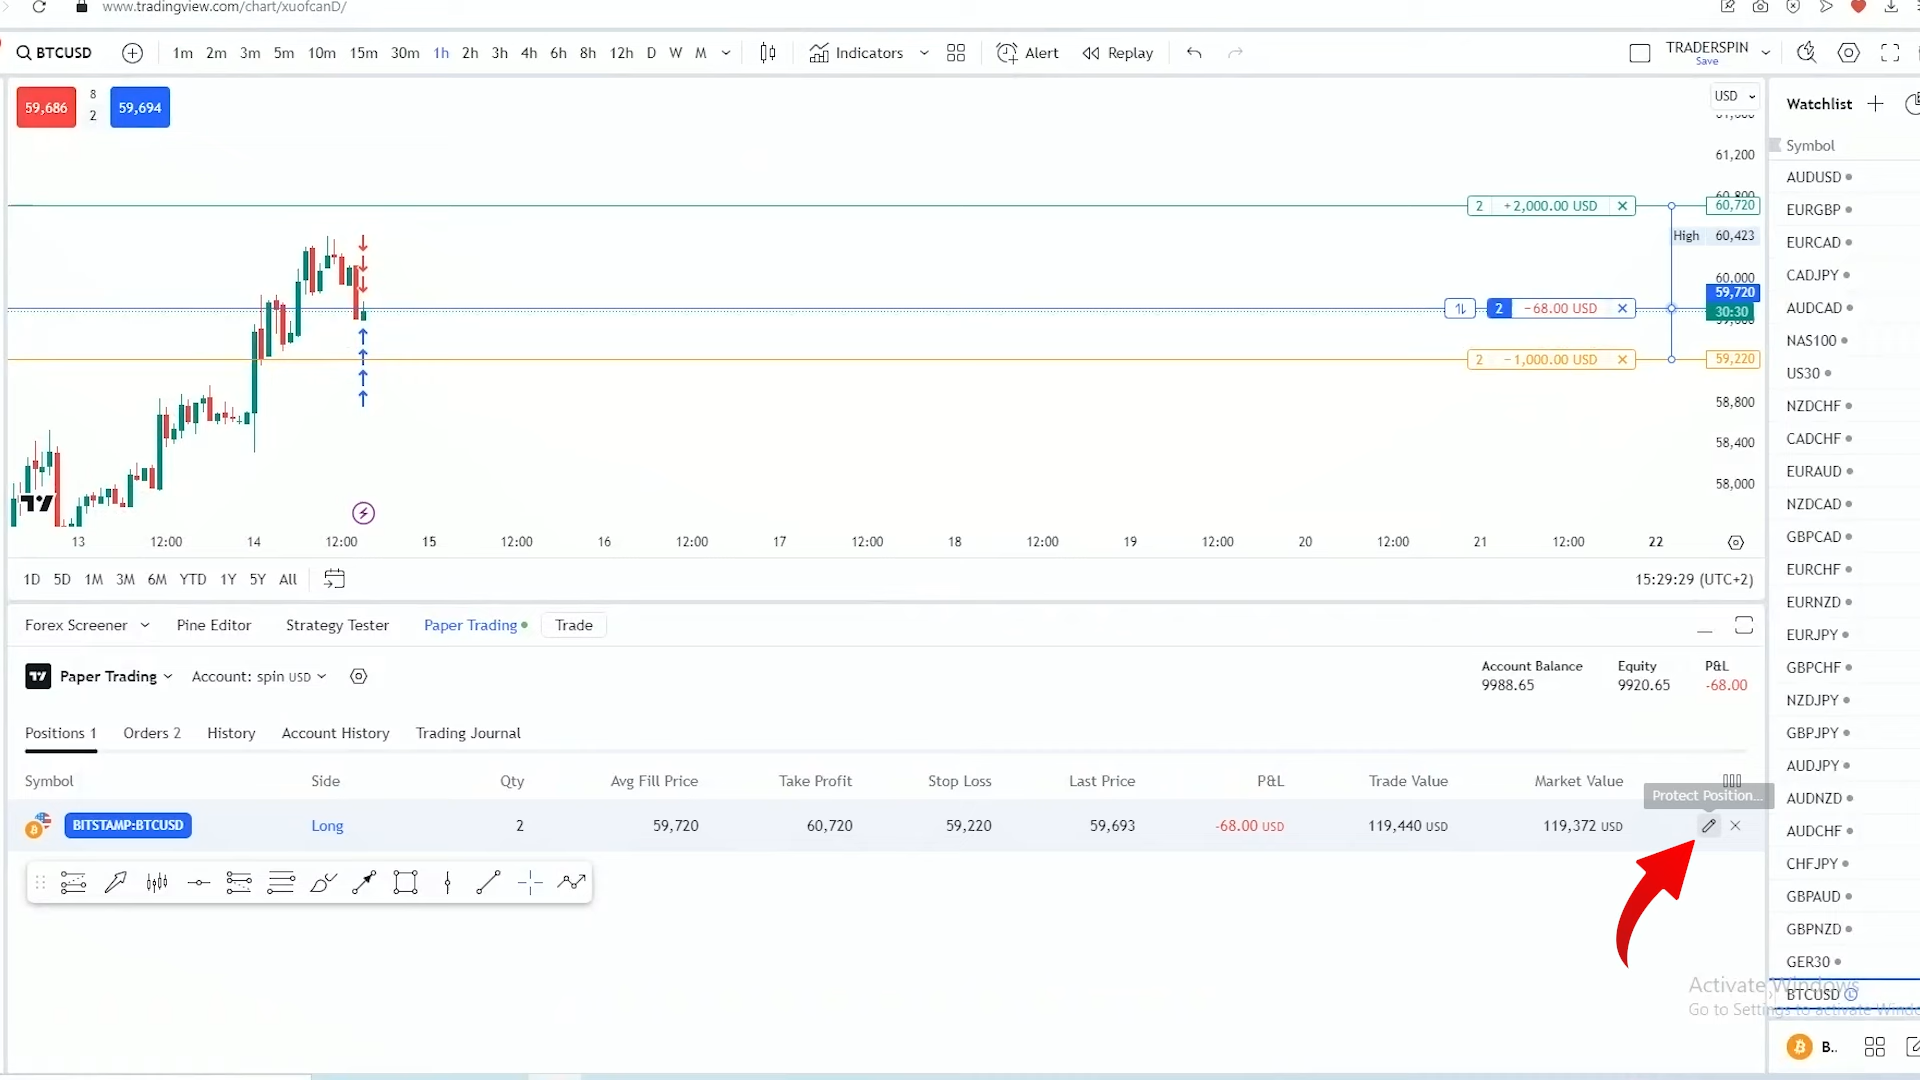 www.tradingview.com/chart/xuofcanD/
BTCUSD 1m 2m 3m 5m 10m 15m 30m 1h 2h 3h 4h 6h 8h 12h D W M Indicators Alert Replay TRADERSPIN
Save
59,686 8 59,694
2
USD
61,200
2 +2,000.00 USD 60,720
High 60,423
60,000
59,720
2 -68.00 USD
30:30
2 -1,000.00 USD 59,220
58,800
58,400
58,000
13 12:00 14 12:00 15 12:00 16 12:00 17 12:00 18 12:00 19 12:00 20 12:00 21 12:00 22
1D 5D 1M 3M 6M YTD 1Y 5Y All 15:29:29 (UTC+2)
Forex Screener Pine Editor Strategy Tester Paper Trading Trade
Paper Trading Account: spin USD
Account Balance Equity P&L
9988.65 9920.65 -68.00
Positions 1 Orders 2 History Account History Trading Journal
Symbol Side Qty Avg Fill Price Take Profit Stop Loss Last Price P&L Trade Value Market Value
Protect Position...
BITSTAMP:BTCUSD Long 2 59,720 60,720 59,220 59,693 -68.00 USD 119,440 USD 119,372 USD
Watchlist
Symbol
AUDUSD
EURGBP
EURCAD
CADJPY
AUDCAD
NAS100
US30
NZDCHF
CADCHF
EURAUD
NZDCAD
GBPCAD
EURCHF
EURNZD
EURJPY
GBPCHF
NZDJPY
GBPJPY
AUDJPY
AUDNZD
AUDCHF
CHFJPY
GBPAUD
GBPNZD
GER30
BTCUSD
Activate Windows
Go to Settings to activate
B..